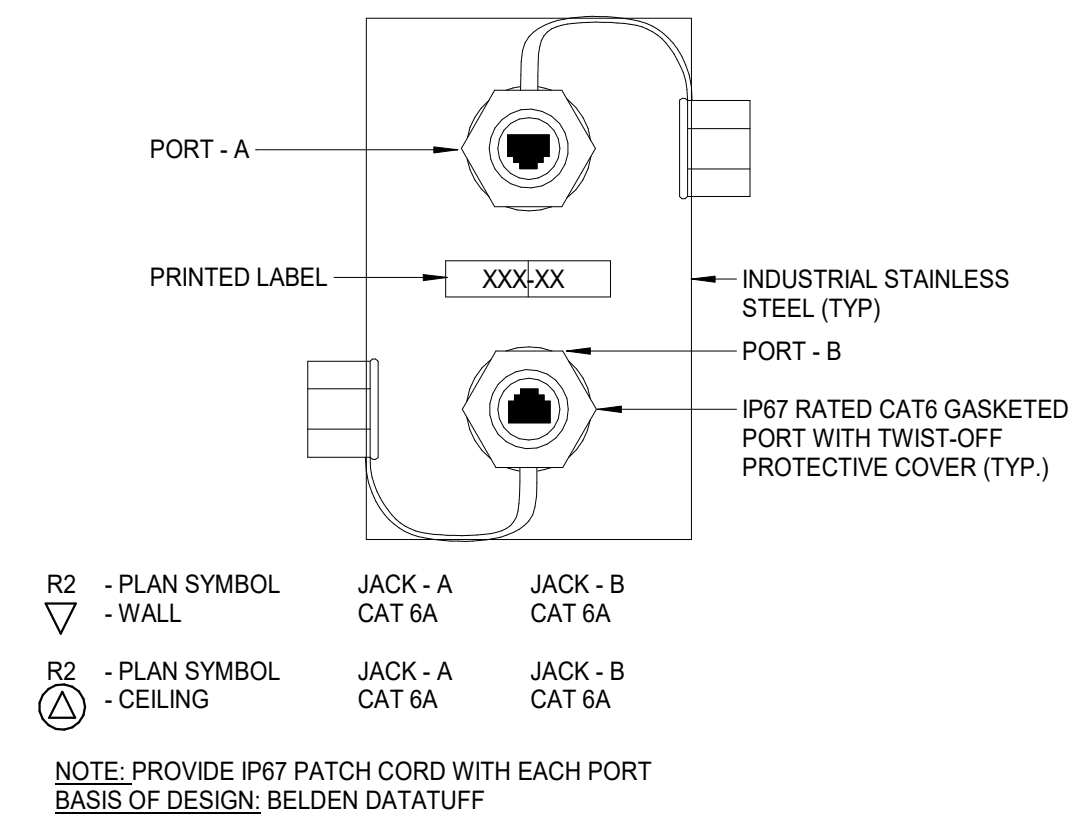 PORT - A
PRINTED LABEL
XXX-XX
INDUSTRIAL STAINLESS
STEEL (TYP)
PORT - B
IP67 RATED CAT6 GASKETED
PORT WITH TWIST-OFF
PROTECTIVE COVER (TYP.)
R2 - PLAN SYMBOL JACK - A JACK - B
- WALL CAT 6A CAT 6A
R2 - PLAN SYMBOL JACK - A JACK - B
- CEILING CAT 6A CAT 6A
NOTE: PROVIDE IP67 PATCH CORD WITH EACH PORT
BASIS OF DESIGN: BELDEN DATATUFF